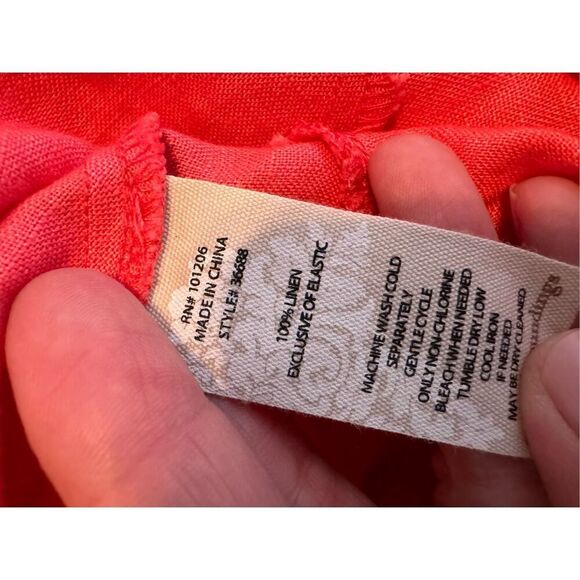 RN# 101206
MADE IN CHINA
STYLE# 36688
100% LINEN
EXCLUSIVE OF ELASTIC
MACHINE WASH COLD
SEPARATELY
GENTLE CYCLE
ONLY NON-CHLORINE
BLEACH WHEN NEEDED
TUMBLE DRY LOW
COOL IRON
IF NEEDED
MAY BE DRY CLEANED